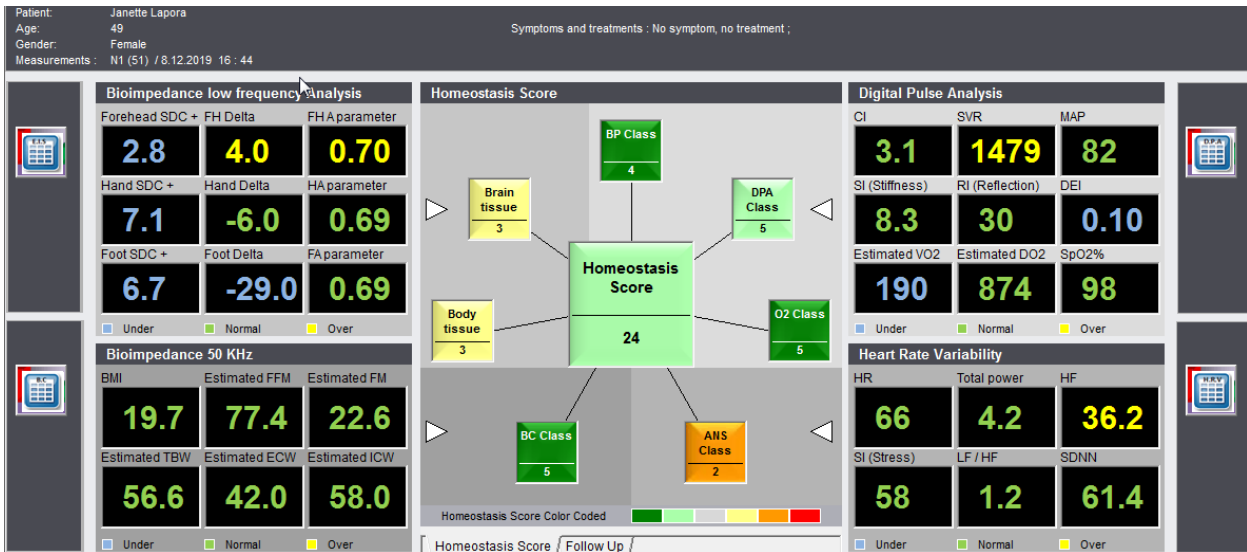 Patient: Janette Lapora
Age: 49
Gender: Female
Measurements : N1 (51) / 8.12.2019 16 : 44
Symptoms and treatments : No symptom, no treatment ;
Bioimpedance low frequency Analysis
Forehead SDC + FH Delta FH A parameter
2.8 4.0 0.70
Hand SDC + Hand Delta HA parameter
7.1 -6.0 0.69
Foot SDC + Foot Delta FA parameter
6.7 -29.0 0.69
Under Normal Over
E.I.S
Bioimpedance 50 KHz
BMI Estimated FFM Estimated FM
19.7 77.4 22.6
Estimated TBW Estimated ECW Estimated ICW
56.6 42.0 58.0
Under Normal Over
B.C
Homeostasis Score
BP Class
4
Brain
tissue
3
DPA
Class
5
Homeostasis
Score
24
Body
tissue
3
O2 Class
5
BC Class
5
ANS
Class
2
Homeostasis Score Color Coded
Homeostasis Score / Follow Up /
Digital Pulse Analysis
CI SVR MAP
3.1 1479 82
SI (Stiffness) RI (Reflection) DEI
8.3 30 0.10
Estimated VO2 Estimated DO2 SpO2%
190 874 98
Under Normal Over
D.P.A
Heart Rate Variability
HR Total power HF
66 4.2 36.2
SI (Stress) LF / HF SDNN
58 1.2 61.4
Under Normal Over
H.R.V